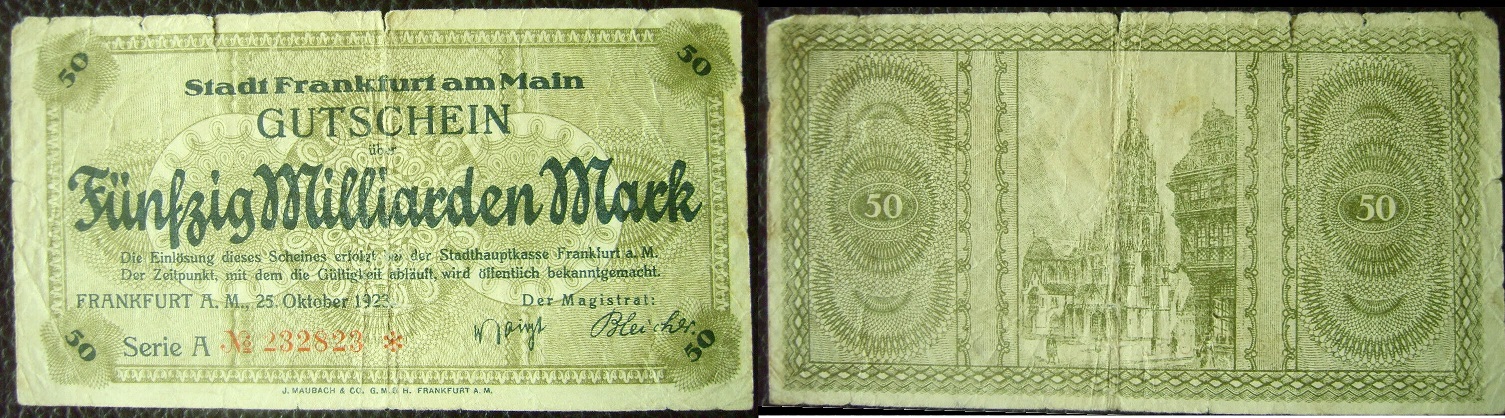 50
50
Stadt Frankfurt am Main
GUTSCHEIN
über
Fünfzig Milliarden Mark
Die Einlösung dieses Scheines erfolgt bei der Stadthauptkasse Frankfurt a. M.
Der Zeitpunkt, mit dem die Gültigkeit abläuft, wird öffentlich bekanntgemacht.
FRANKFURT A. M., 25. Oktober 1923.
Der Magistrat:
50
Serie A № 232823 *
50
J. MAUBACH & CO. G. M. B. H. FRANKFURT A. M.
50
50